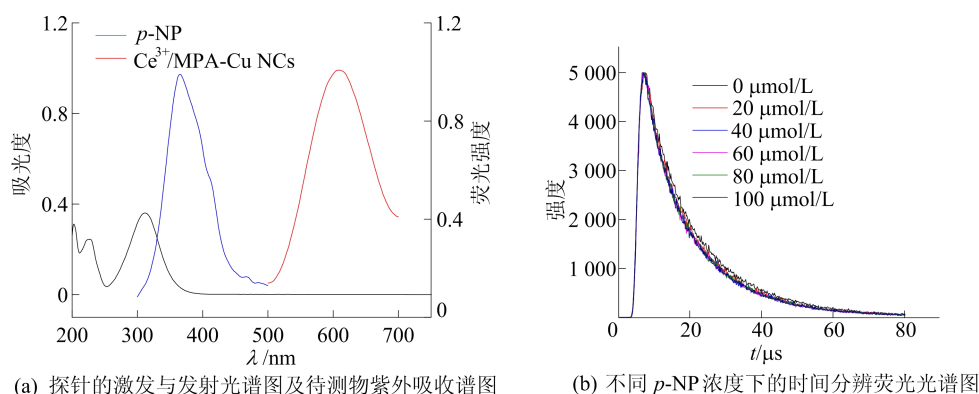 1.2
0.8
0.4
0
吸光度
p-NP
Ce3+/MPA-Cu NCs
1.2
0.8
0.4
0
荧光强度
200 300 400 500 600 700
λ/nm
(a) 探针的激发与发射光谱图及待测物紫外吸收谱图
5 000
4 000
3 000
2 000
1 000
强度
0 μmol/L
20 μmol/L
40 μmol/L
60 μmol/L
80 μmol/L
100 μmol/L
0 20 40 60 80
t/μs
(b) 不同 p-NP 浓度下的时间分辨荧光光谱图